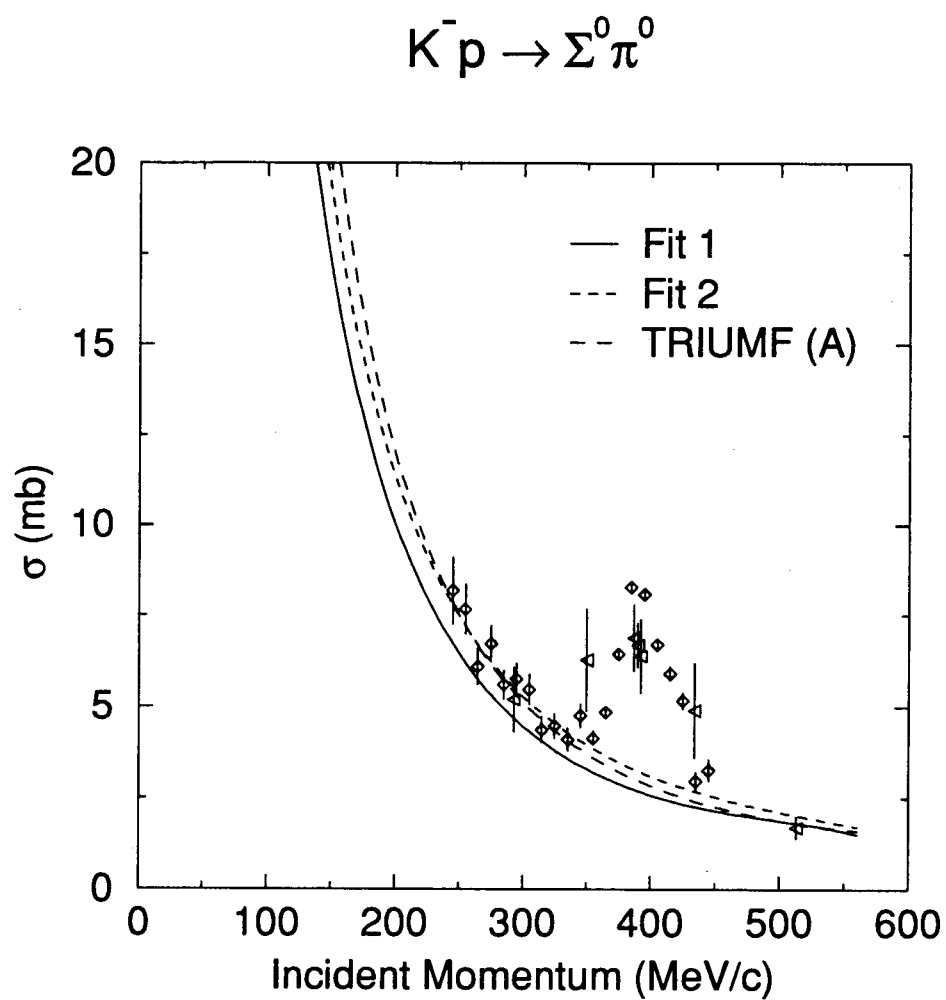 K⁻p → Σ⁰π⁰
20
15
10
5
0
σ (mb)
Fit 1
Fit 2
TRIUMF (A)
0 100 200 300 400 500 600
Incident Momentum (MeV/c)